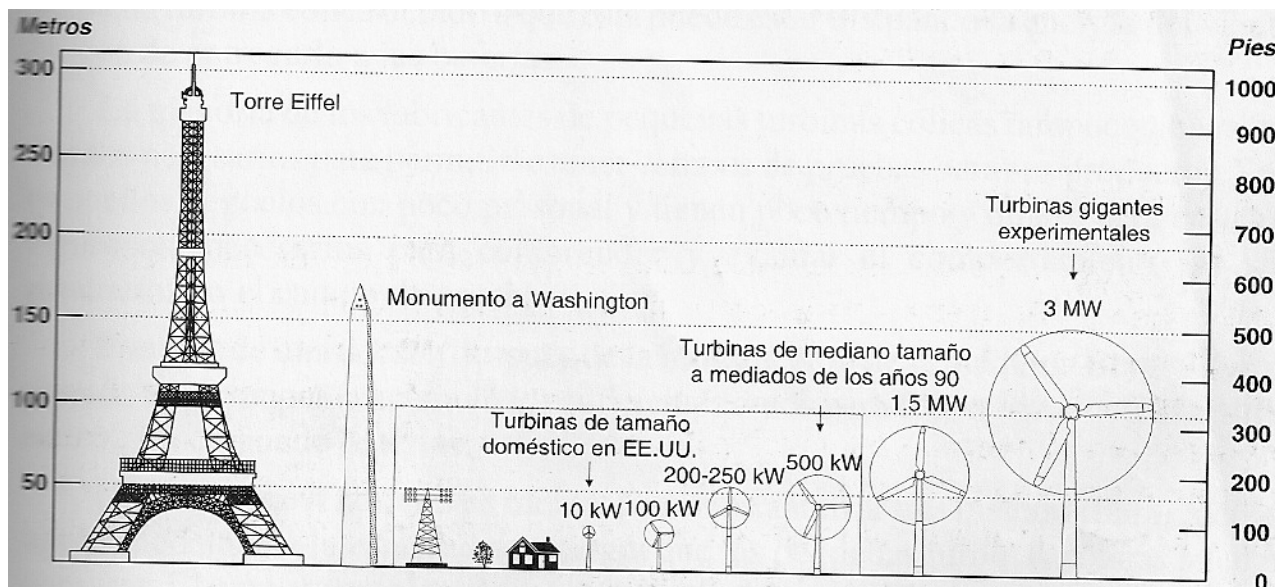 Metros
Pies
300
250
200
150
100
50
Torre Eiffel
Monumento a Washington
Turbinas de tamaño
doméstico en EE.UU.
10 kW
100 kW
200-250 kW
Turbinas de mediano tamaño
a mediados de los años 90
500 kW
1.5 MW
Turbinas gigantes
experimentales
3 MW
1000
900
800
700
600
500
400
300
200
100
0